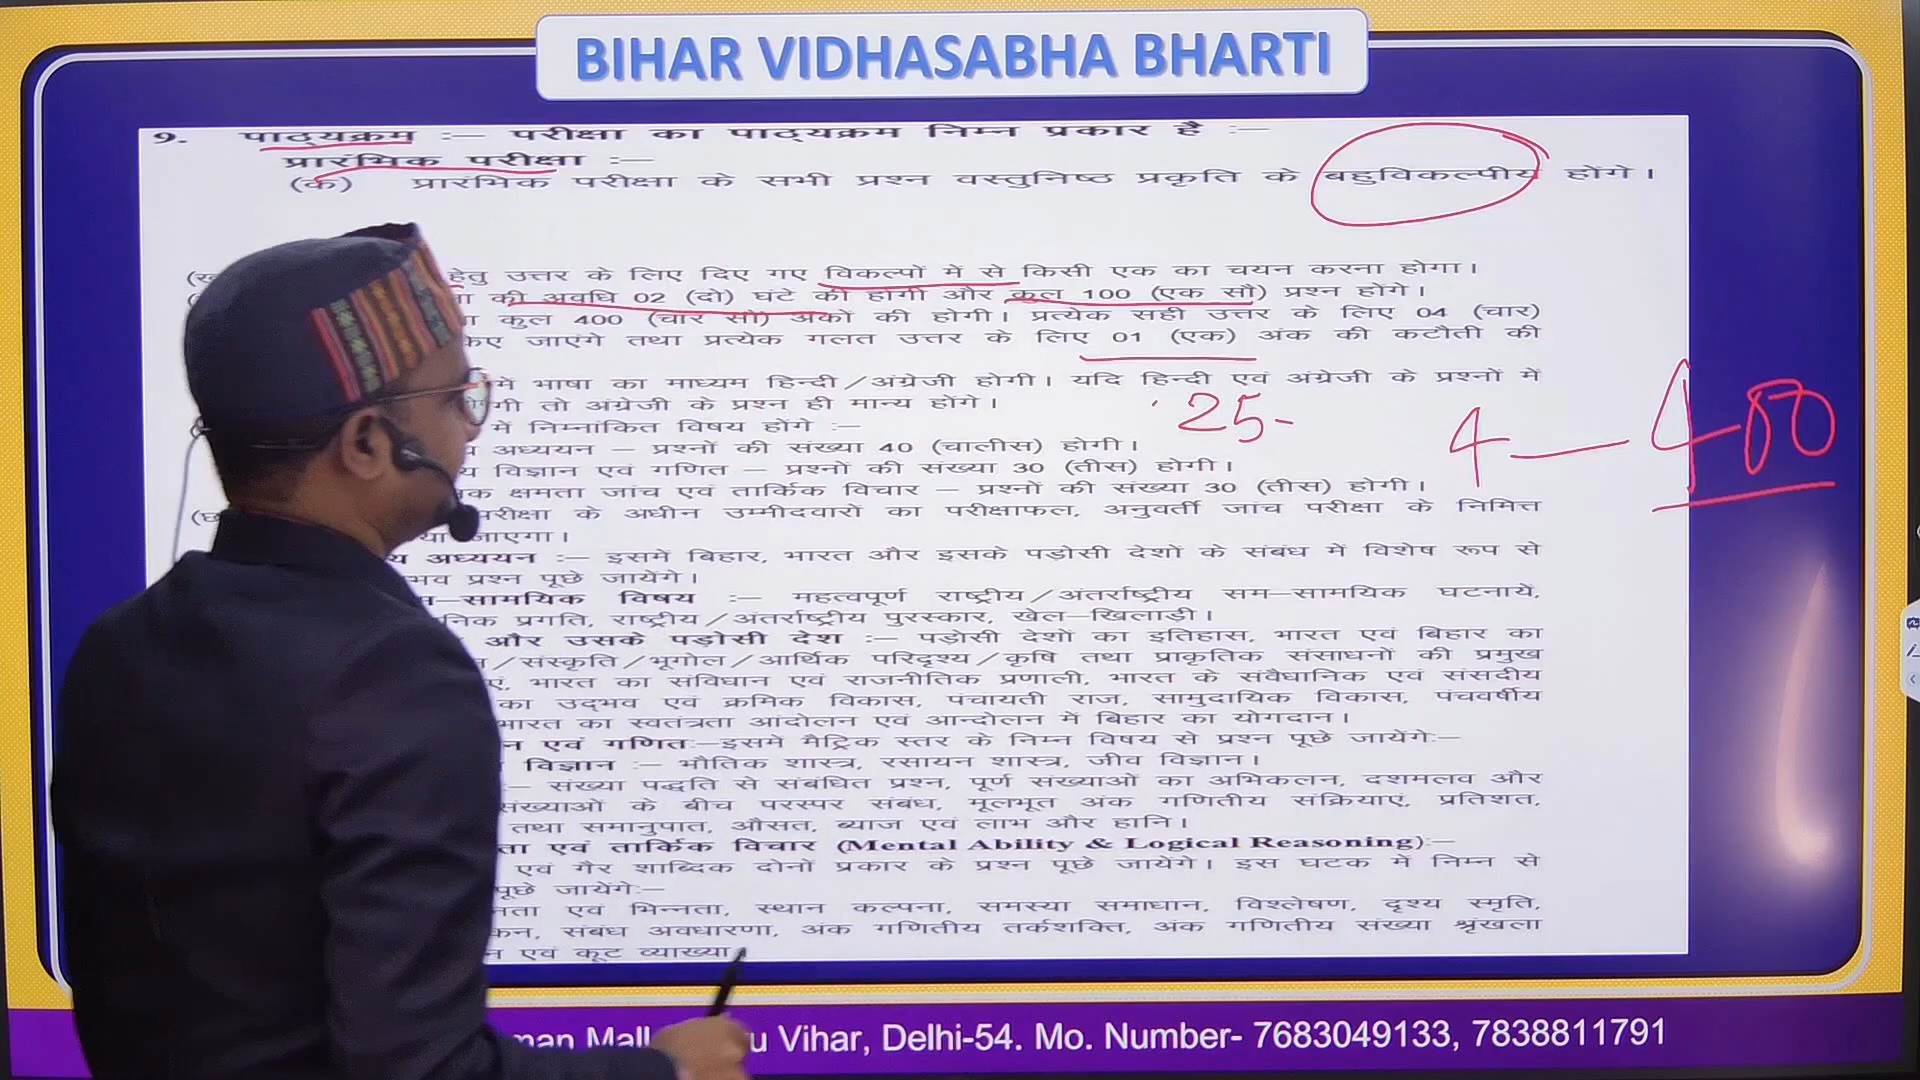 BIHAR VIDHASABHA BHARTI
9. पाठ्यक्रम :— परीक्षा का पाठ्यक्रम निम्न प्रकार है :—
प्रारंभिक परीक्षा :—
(क) प्रारंभिक परीक्षा के सभी प्रश्न वस्तुनिष्ठ प्रकृति के बहुविकल्पीय होंगे।
हेतु उत्तर के लिए दिए गए विकल्पों में से किसी एक का चयन करना होगा।
की अवधि 02 (दो) घंटे की होगी और कुल 100 (एक सौ) प्रश्न होंगे।
कुल 400 (चार सौ) अंकों की होगी। प्रत्येक सही उत्तर के लिए 04 (चार)
जाएंगे तथा प्रत्येक गलत उत्तर के लिए 01 (एक) अंक की कटौती की
में भाषा का माध्यम हिन्दी/अंग्रेजी होगी। यदि हिन्दी एवं अंग्रेजी के प्रश्नों में
तो अंग्रेजी के प्रश्न ही मान्य होंगे।
25-
4 — 400
में निम्नांकित विषय होंगे :—
अध्ययन – प्रश्नों की संख्या 40 (चालीस) होगी।
विज्ञान एवं गणित – प्रश्नों की संख्या 30 (तीस) होगी।
क्षमता जांच एवं तार्किक विचार – प्रश्नों की संख्या 30 (तीस) होगी।
परीक्षा के अधीन उम्मीदवारों का परीक्षाफल, अनुवर्ती जांच परीक्षा के निमित्त
जाएगा।
अध्ययन :— इसमें बिहार, भारत और इसके पड़ोसी देशों के संबंध में विशेष रूप से
प्रश्न पूछे जायेंगे।
सामयिक विषय :— महत्वपूर्ण राष्ट्रीय/अंतर्राष्ट्रीय सम–सामयिक घटनायें,
प्रगति, राष्ट्रीय/अंतर्राष्ट्रीय पुरस्कार, खेल–खिलाड़ी।
और उसके पड़ोसी देश :— पड़ोसी देशों का इतिहास, भारत एवं बिहार का
/संस्कृति/भूगोल/आर्थिक परिदृश्य/कृषि तथा प्राकृतिक संसाधनों की प्रमुख
भारत का संविधान एवं राजनीतिक प्रणाली, भारत के संवैधानिक एवं संसदीय
का उद्भव एवं क्रमिक विकास, पंचायती राज, सामुदायिक विकास, पंचवर्षीय
भारत का स्वतंत्रता आंदोलन एवं आन्दोलन में बिहार का योगदान।
एवं गणितः—इसमें मैट्रिक स्तर के निम्न विषय से प्रश्न पूछे जायेंगेः—
विज्ञान :— भौतिक शास्त्र, रसायन शास्त्र, जीव विज्ञान।
:— संख्या पद्धति से संबंधित प्रश्न, पूर्ण संख्याओं का अभिकलन, दशमलव और
संख्याओं के बीच परस्पर संबंध, मूलभूत अंक गणितीय संक्रियाएं, प्रतिशत,
तथा समानुपात, औसत, ब्याज एवं लाभ और हानि।
एवं तार्किक विचार (Mental Ability & Logical Reasoning):—
एवं गैर शाब्दिक दोनों प्रकार के प्रश्न पूछे जायेंगे। इस घटक में निम्न से
पूछे जायेंगेः—
एवं भिन्नता, स्थान कल्पना, समस्या समाधान, विश्लेषण, दृश्य स्मृति,
संबंध अवधारणा, अंक गणितीय तर्कशक्ति, अंक गणितीय संख्या श्रृंखला
एवं कूट व्याख्या
Mall Vihar, Delhi-54. Mo. Number- 7683049133, 7838811791